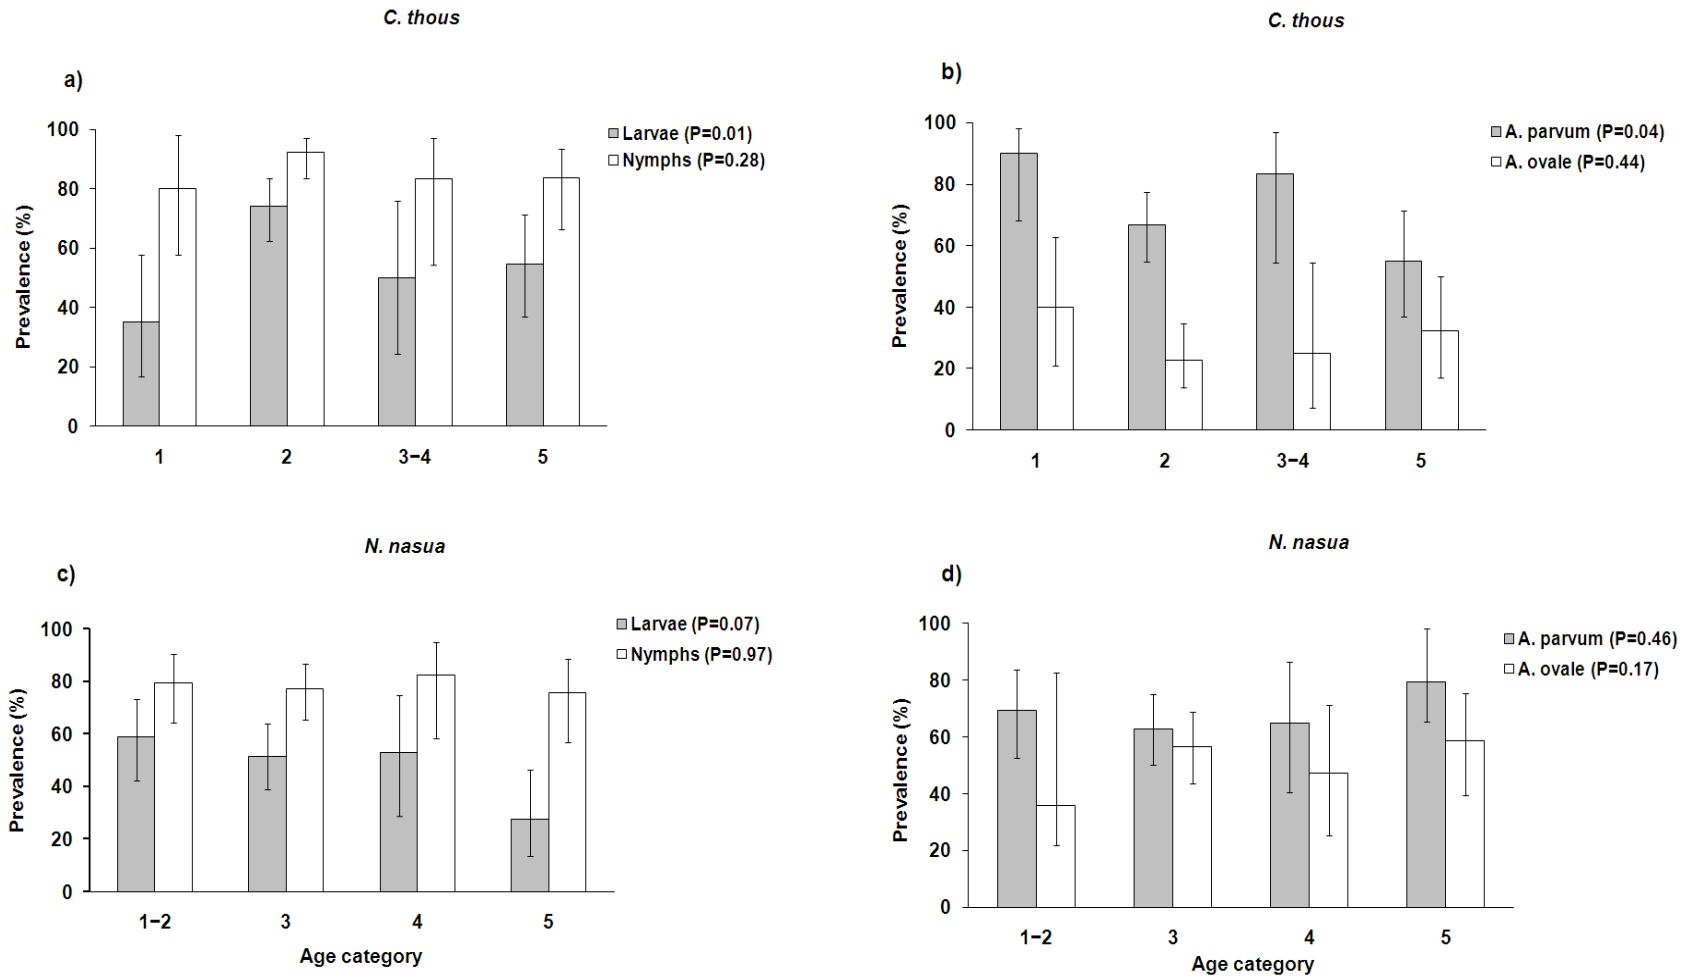 C. thous
a)
Prevalence (%)
100
80
60
40
20
0
1
2
3−4
5
Larvae (P=0.01)
Nymphs (P=0.28)
C. thous
b)
Prevalence (%)
100
80
60
40
20
0
1
2
3−4
5
A. parvum (P=0.04)
A. ovale (P=0.44)
N. nasua
c)
Prevalence (%)
100
80
60
40
20
0
1−2
3
4
5
Age category
Larvae (P=0.07)
Nymphs (P=0.97)
N. nasua
d)
Prevalence (%)
100
80
60
40
20
0
1−2
3
4
5
Age category
A. parvum (P=0.46)
A. ovale (P=0.17)